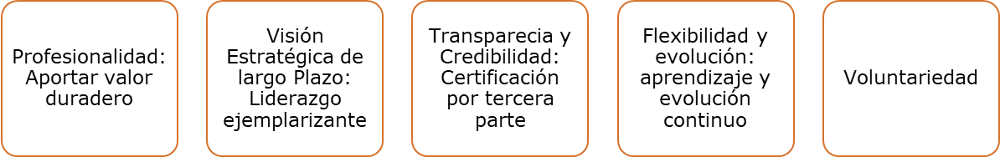 Profesionalidad:
Aportar valor
duradero
Visión
Estratégica de
largo Plazo:
Liderazgo
ejemplarizante
Transparecia y
Credibilidad:
Certificación
por tercera
parte
Flexibilidad y
evolución:
aprendizaje y
evolución
continuo
Voluntariedad